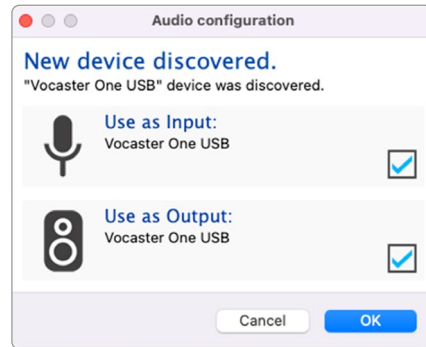 Audio configuration
New device discovered.
"Vocaster One USB" device was discovered.
Use as Input:
Vocaster One USB
Use as Output:
Vocaster One USB
Cancel
OK